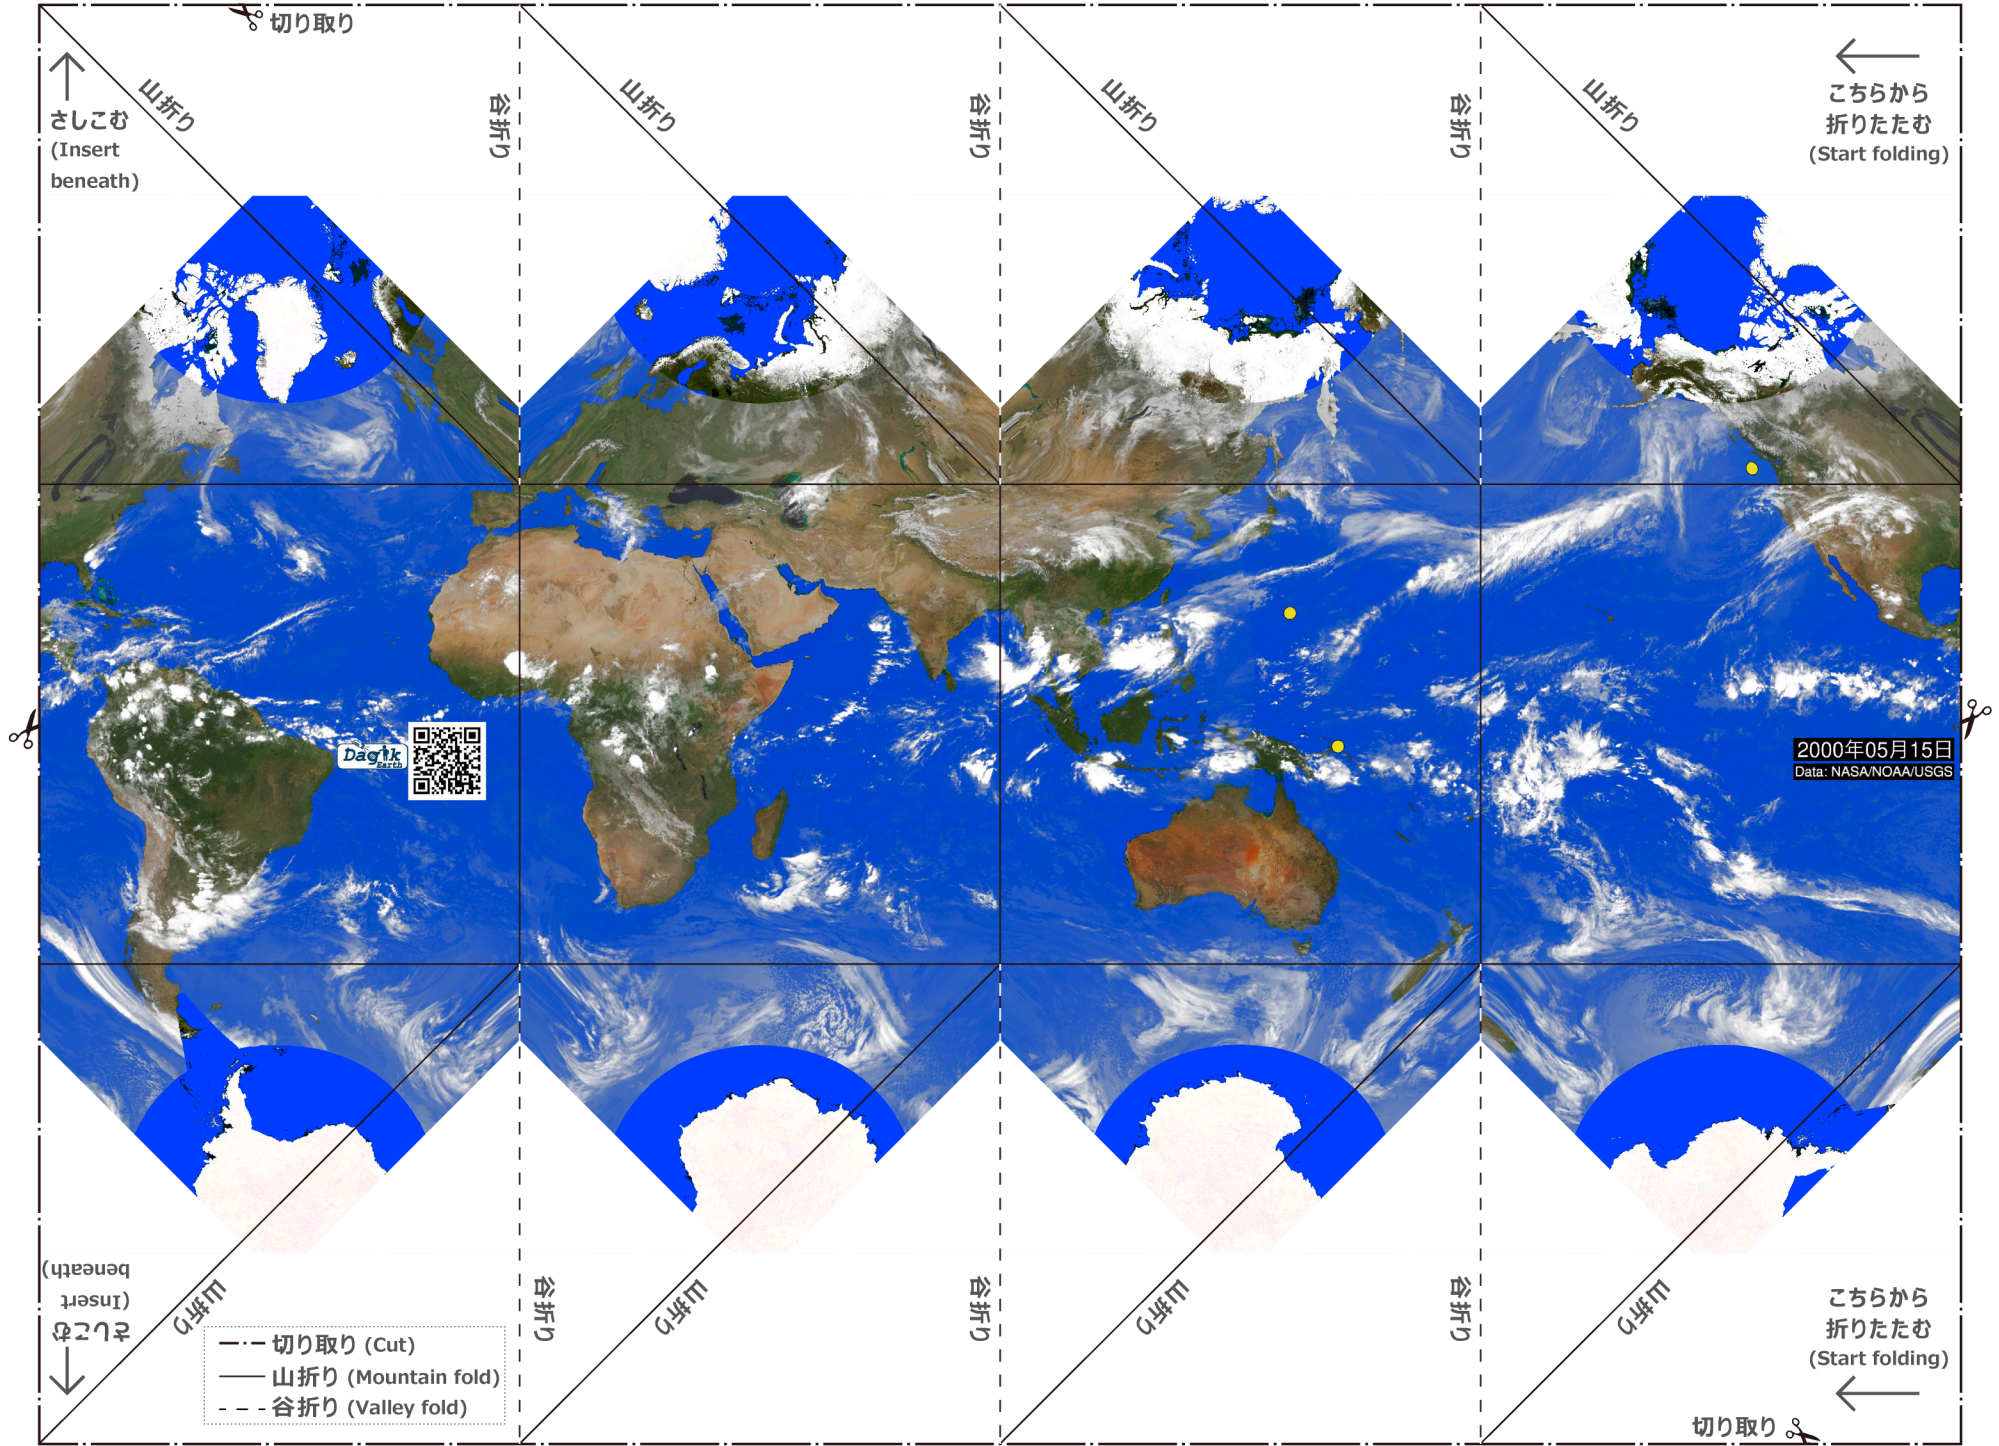 切り取り
さしこむ
(Insert
beneath)
山折り
谷折り
山折り
谷折り
山折り
谷折り
山折り
こちらから
折りたたむ
(Start folding)
Dagik
Earth
2000年05月15日
Data: NASA/NOAA/USGS
さしこむ
(Insert
beneath)
山折り
谷折り
山折り
谷折り
山折り
谷折り
山折り
こちらから
折りたたむ
(Start folding)
切り取り (Cut)
山折り (Mountain fold)
谷折り (Valley fold)
切り取り